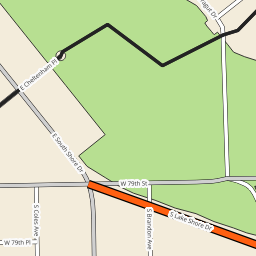 E Cheltenham Pl
E South Shore Dr
W 79th St
S Lake Shore Dr
S Coles Ave
S Brandon Ave
W 79th Pl